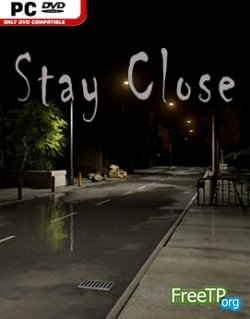 PC DVD
ONLY DVD COMPATIBLE
Stay Close
FreeTP
.org